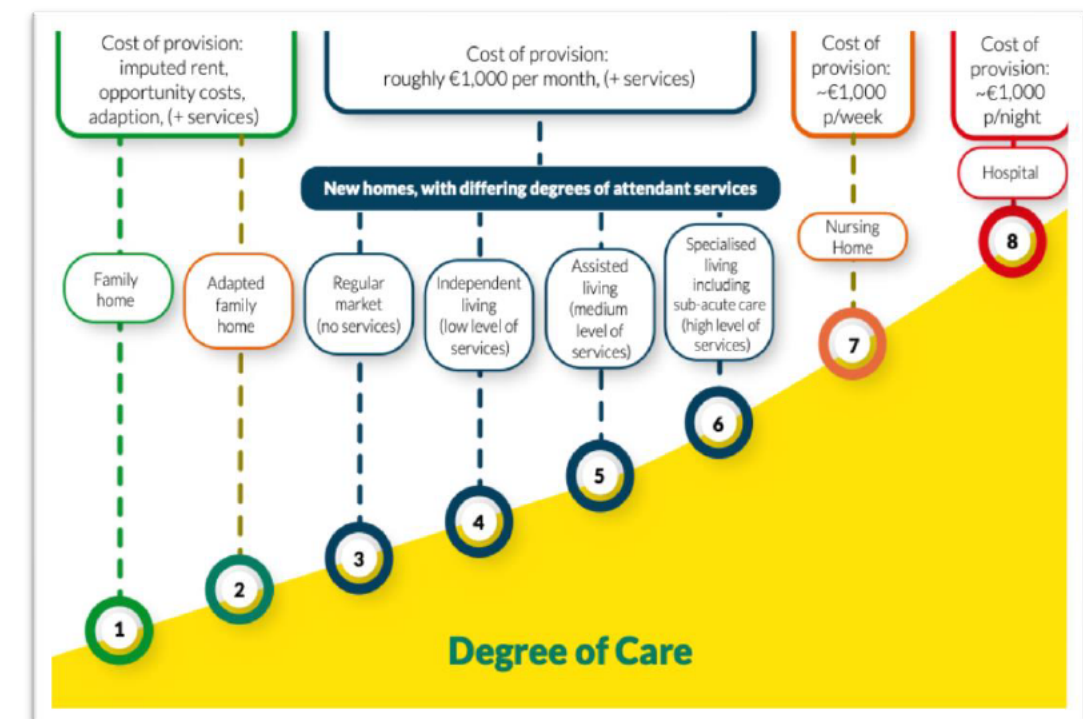 Cost of provision:
imputed rent,
opportunity costs,
adaption, (+ services)
Cost of provision:
roughly €1,000 per month, (+ services)
Cost of
provision:
~€1,000
p/week
Cost of
provision:
~€1,000
p/night
New homes, with differing degrees of attendant services
Family
home
Adapted
family
home
Regular
market
(no services)
Independent
living
(low level of
services)
Assisted
living
(medium
level of
services)
Specialised
living
including
sub-acute care
(high level of
services)
Nursing
Home
Hospital
1
2
3
4
5
6
7
8
Degree of Care